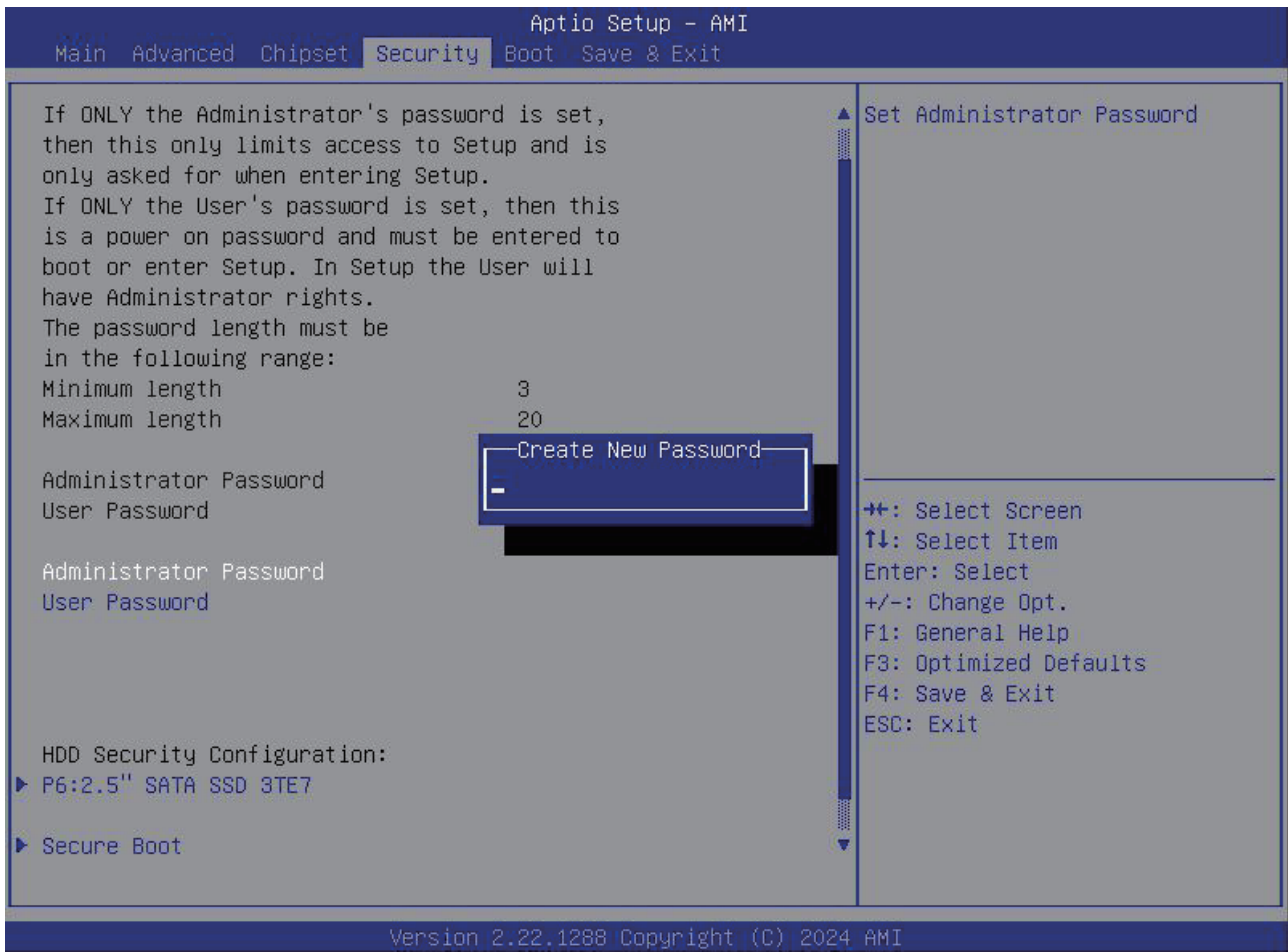 Aptio Setup – AMI
Main Advanced Chipset Security Boot Save & Exit
If ONLY the Administrator's password is set,
then this only limits access to Setup and is
only asked for when entering Setup.
If ONLY the User's password is set, then this
is a power on password and must be entered to
boot or enter Setup. In Setup the User will
have Administrator rights.
The password length must be
in the following range:
Minimum length 3
Maximum length 20
Administrator Password
User Password
Administrator Password
User Password
HDD Security Configuration:
P6:2.5" SATA SSD 3TE7
Secure Boot
Create New Password
Set Administrator Password
→←: Select Screen
↑↓: Select Item
Enter: Select
+/-: Change Opt.
F1: General Help
F3: Optimized Defaults
F4: Save & Exit
ESC: Exit
Version 2.22.1288 Copyright (C) 2024 AMI